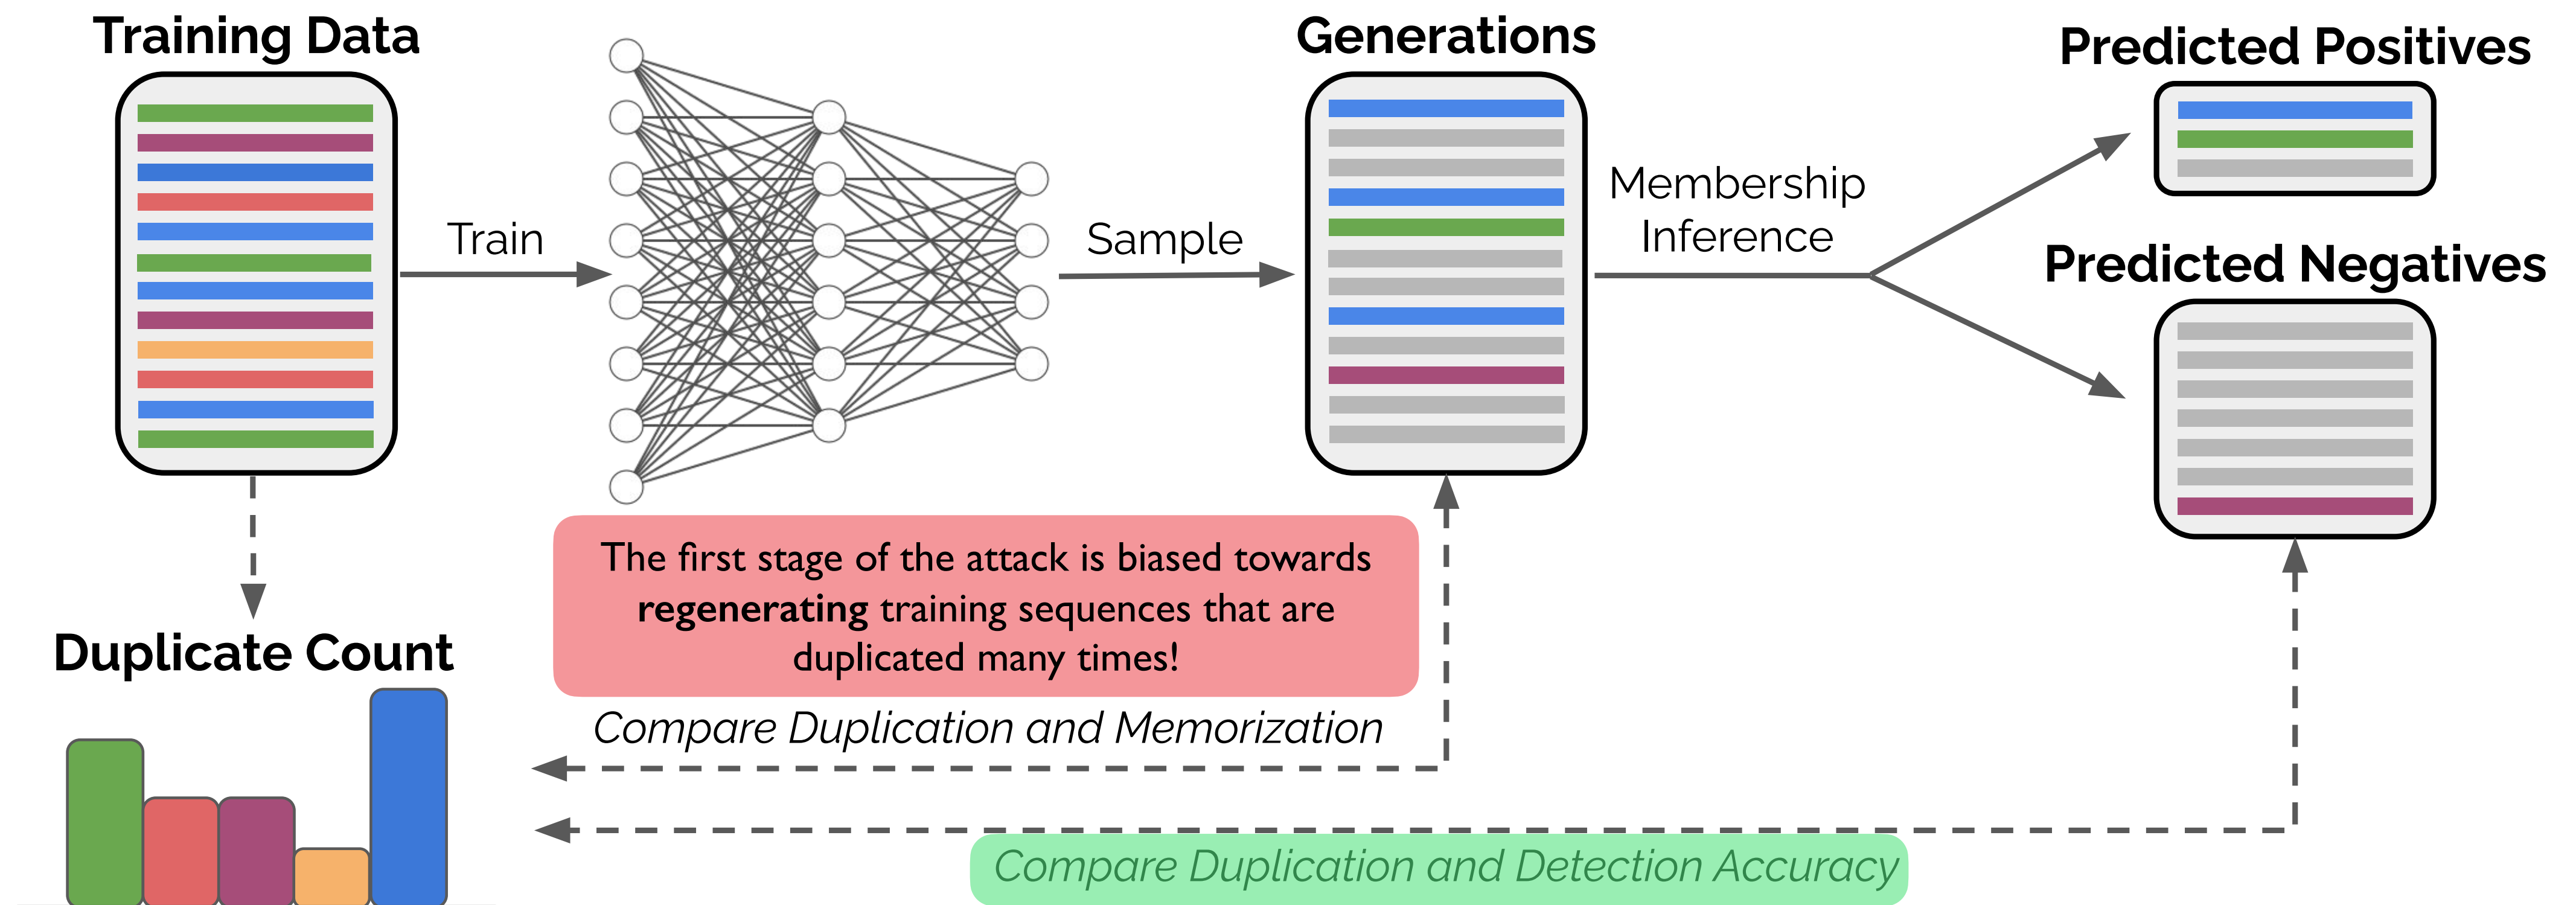 Training Data
Train
Sample
Generations
Membership
Inference
Predicted Positives
Predicted Negatives
The first stage of the attack is biased towards
regenerating training sequences that are
duplicated many times!
Duplicate Count
Compare Duplication and Memorization
Compare Duplication and Detection Accuracy